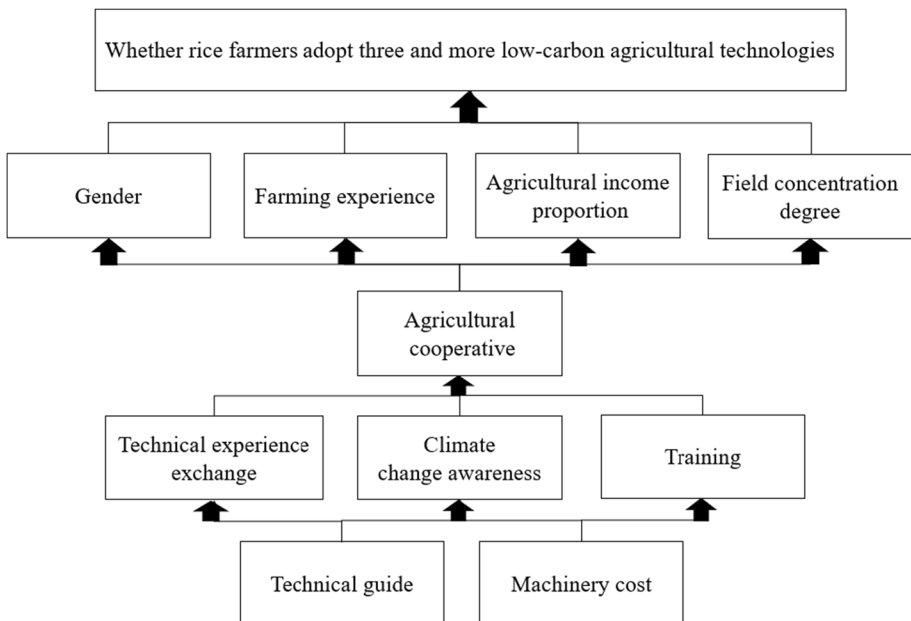 Whether rice farmers adopt three and more low-carbon agricultural technologies
Gender
Farming experience
Agricultural income
proportion
Field concentration
degree
Agricultural
cooperative
Technical experience
exchange
Climate
change awareness
Training
Technical guide
Machinery cost